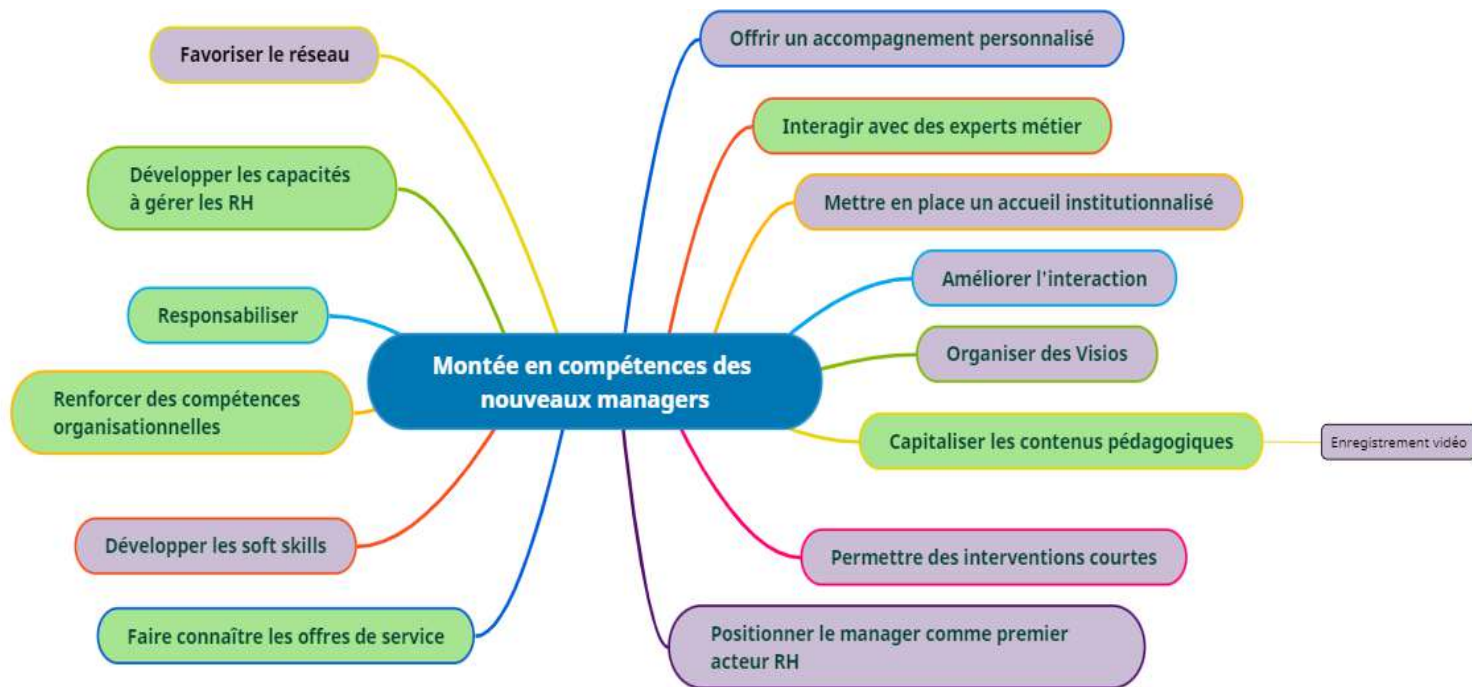 Favoriser le réseau
Développer les capacités
à gérer les RH
Responsabiliser
Renforcer des compétences
organisationnelles
Développer les soft skills
Faire connaître les offres de service
Montée en compétences des
nouveaux managers
Offrir un accompagnement personnalisé
Interagir avec des experts métier
Mettre en place un accueil institutionnalisé
Améliorer l'interaction
Organiser des Visios
Capitaliser les contenus pédagogiques
Enregistrement vidéo
Permettre des interventions courtes
Positionner le manager comme premier
acteur RH